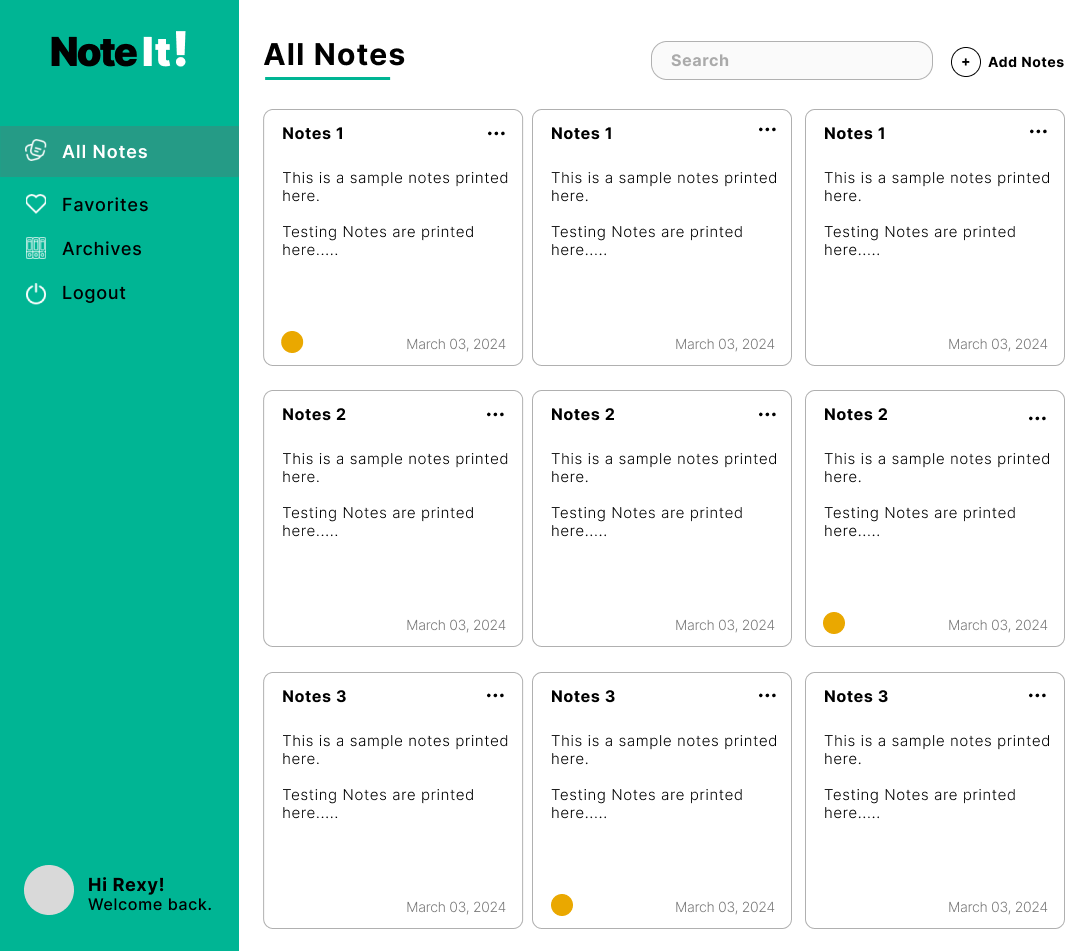 Note It!
All Notes
Favorites
Archives
Logout
Hi Rexy!
Welcome back.
All Notes
Search
+ Add Notes
Notes 1
This is a sample notes printed
here.
Testing Notes are printed
here.....
March 03, 2024
Notes 1
This is a sample notes printed
here.
Testing Notes are printed
here.....
March 03, 2024
Notes 1
This is a sample notes printed
here.
Testing Notes are printed
here.....
March 03, 2024
Notes 2
This is a sample notes printed
here.
Testing Notes are printed
here.....
March 03, 2024
Notes 2
This is a sample notes printed
here.
Testing Notes are printed
here.....
March 03, 2024
Notes 2
This is a sample notes printed
here.
Testing Notes are printed
here.....
March 03, 2024
Notes 3
This is a sample notes printed
here.
Testing Notes are printed
here.....
March 03, 2024
Notes 3
This is a sample notes printed
here.
Testing Notes are printed
here.....
March 03, 2024
Notes 3
This is a sample notes printed
here.
Testing Notes are printed
here.....
March 03, 2024